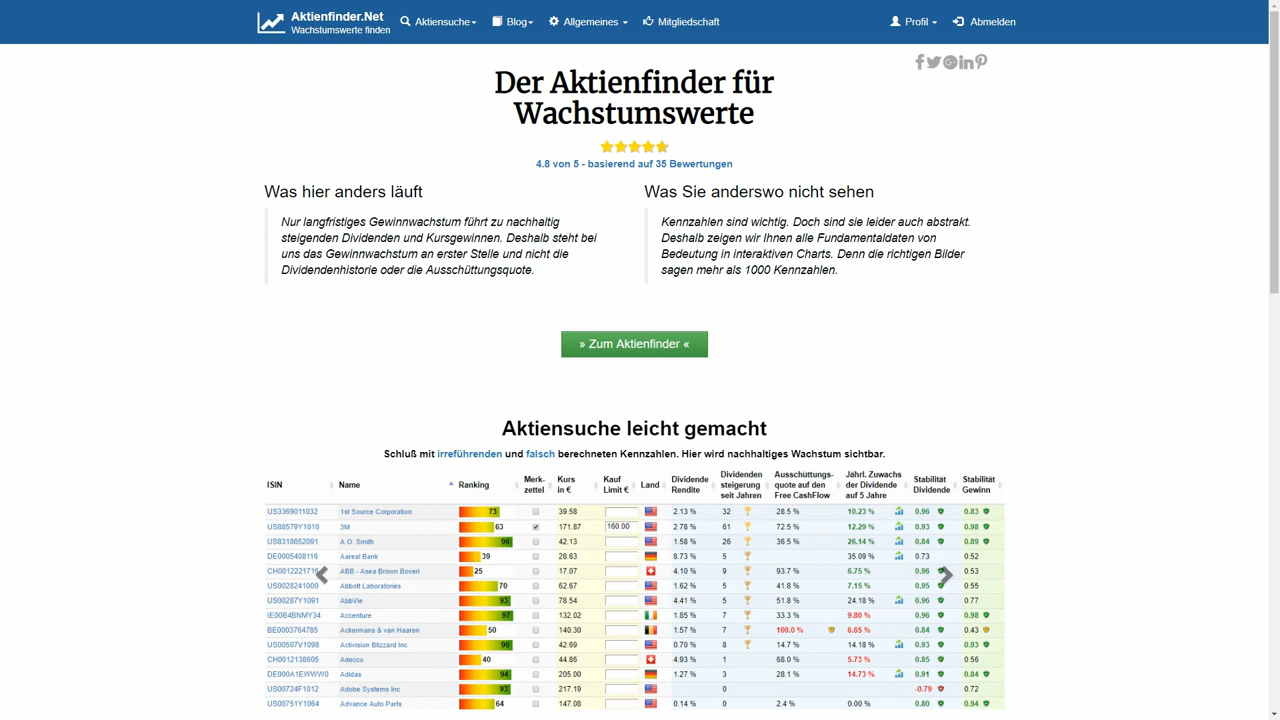 Aktienfinder.Net
Wachstumswerte finden
Aktiensuche
Blog
Allgemeines
Mitgliedschaft
Profil
Abmelden
Der Aktienfinder für
Wachstumswerte
4.8 von 5 - basierend auf 35 Bewertungen
Was hier anders läuft
Nur langfristiges Gewinnwachstum führt zu nachhaltig
steigenden Dividenden und Kursgewinnen. Deshalb steht bei
uns das Gewinnwachstum an erster Stelle und nicht die
Dividendenhistorie oder die Ausschüttungsquote.
Was Sie anderswo nicht sehen
Kennzahlen sind wichtig. Doch sind sie leider auch abstrakt.
Deshalb zeigen wir Ihnen alle Fundamentaldaten von
Bedeutung in interaktiven Charts. Denn die richtigen Bilder
sagen mehr als 1000 Kennzahlen.
» Zum Aktienfinder «
Aktiensuche leicht gemacht
Schluß mit irreführenden und falsch berechneten Kennzahlen. Hier wird nachhaltiges Wachstum sichtbar.
ISIN Name Ranking Merk-zettel Kurs in € Kauf Limit € Land Dividende Rendite Dividenden steigerung seit Jahren Ausschüttungs-quote auf den Free CashFlow Jährl. Zuwachs der Dividende auf 5 Jahre Stabilität Dividende Stabilität Gewinn
US3369011032 1st Source Corporation 73 39.58 2.13 % 32 28.5 % 10.23 % 0.96 0.83
US88579Y1010 3M 63 171.87 160.00 2.78 % 61 72.5 % 12.29 % 0.93 0.98
US8318652091 A.O. Smith 96 42.13 1.58 % 26 36.5 % 26.14 % 0.84 0.89
DE0005408116 Aareal Bank 39 28.63 8.73 % 5 35.09 % 0.73 0.52
CH0012221716 ABB - Asea Brown Boveri 25 17.07 4.10 % 9 93.7 % 6.75 % 0.96 0.53
US0028241000 Abbott Laboratories 70 62.67 1.62 % 5 41.8 % 7.15 % 0.95 0.55
US00287Y1091 AbbVie 93 78.54 4.41 % 5 51.8 % 24.18 % 0.96 0.77
IE00B4BNMY34 Accenture 97 132.02 1.85 % 7 33.3 % 9.80 % 0.96 0.98
BE0003764785 Ackermans & van Haaren 50 140.30 1.57 % 7 100.0 % 6.65 % 0.84 0.43
US00507V1098 Activision Blizzard Inc 96 42.69 0.70 % 8 14.7 % 14.18 % 0.93 0.93
CH0012138605 Adecco 40 44.86 4.93 % 1 68.0 % 5.73 % 0.85 0.56
DE000A1EWWW0 Adidas 94 205.00 1.27 % 3 28.1 % 14.73 % 0.91 0.84
US00724F1012 Adobe Systems Inc 93 217.19 0 -0.79 0.72
US00751Y1064 Advance Auto Parts 64 147.08 0.14 % 0 2.4 % 0.00 % 0.80 0.94